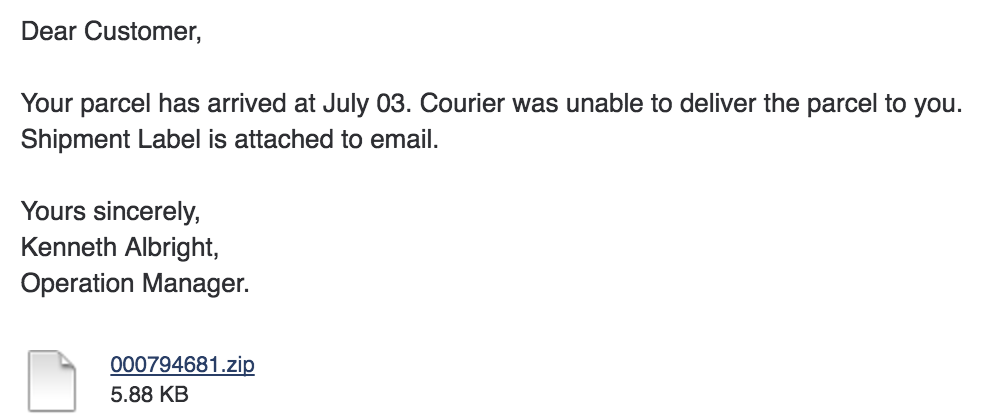 Dear Customer,
Your parcel has arrived at July 03. Courier was unable to deliver the parcel to you.
Shipment Label is attached to email.
Yours sincerely,
Kenneth Albright,
Operation Manager.
000794681.zip
5.88 KB